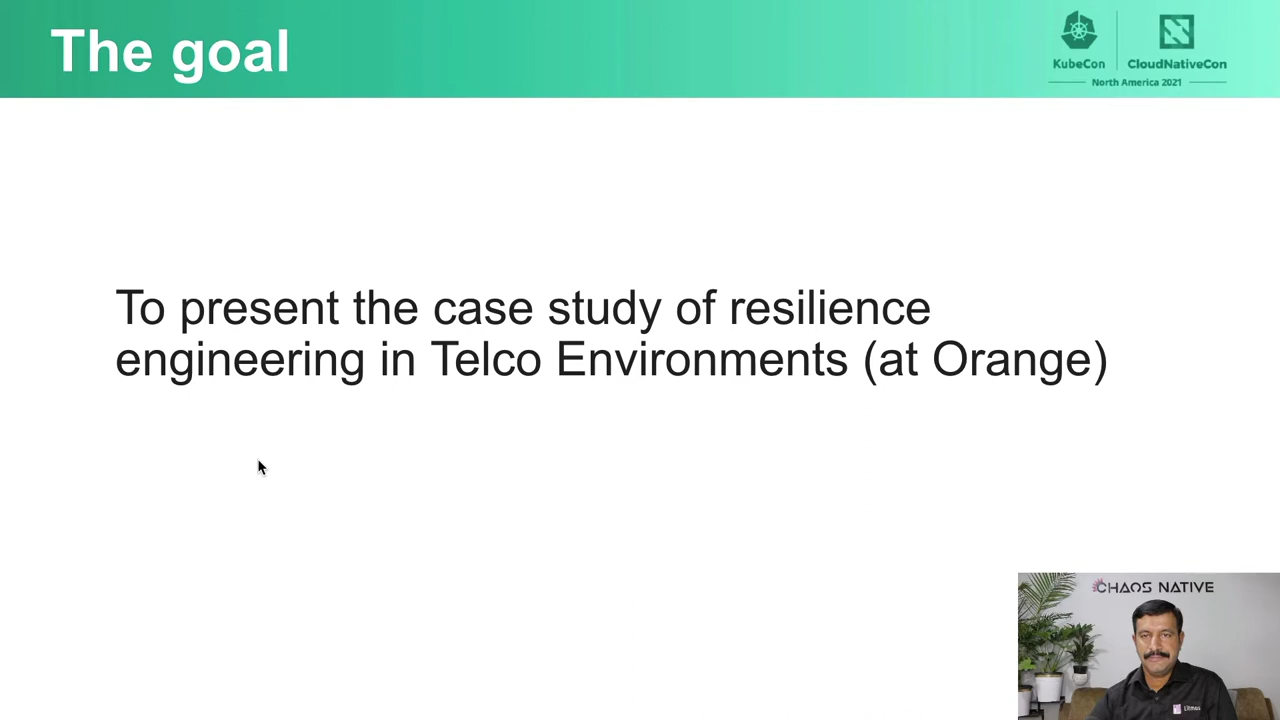 The goal
KubeCon
CloudNativeCon
North America 2021
To present the case study of resilience
engineering in Telco Environments (at Orange)
CHAOS NATIVE
Litmus